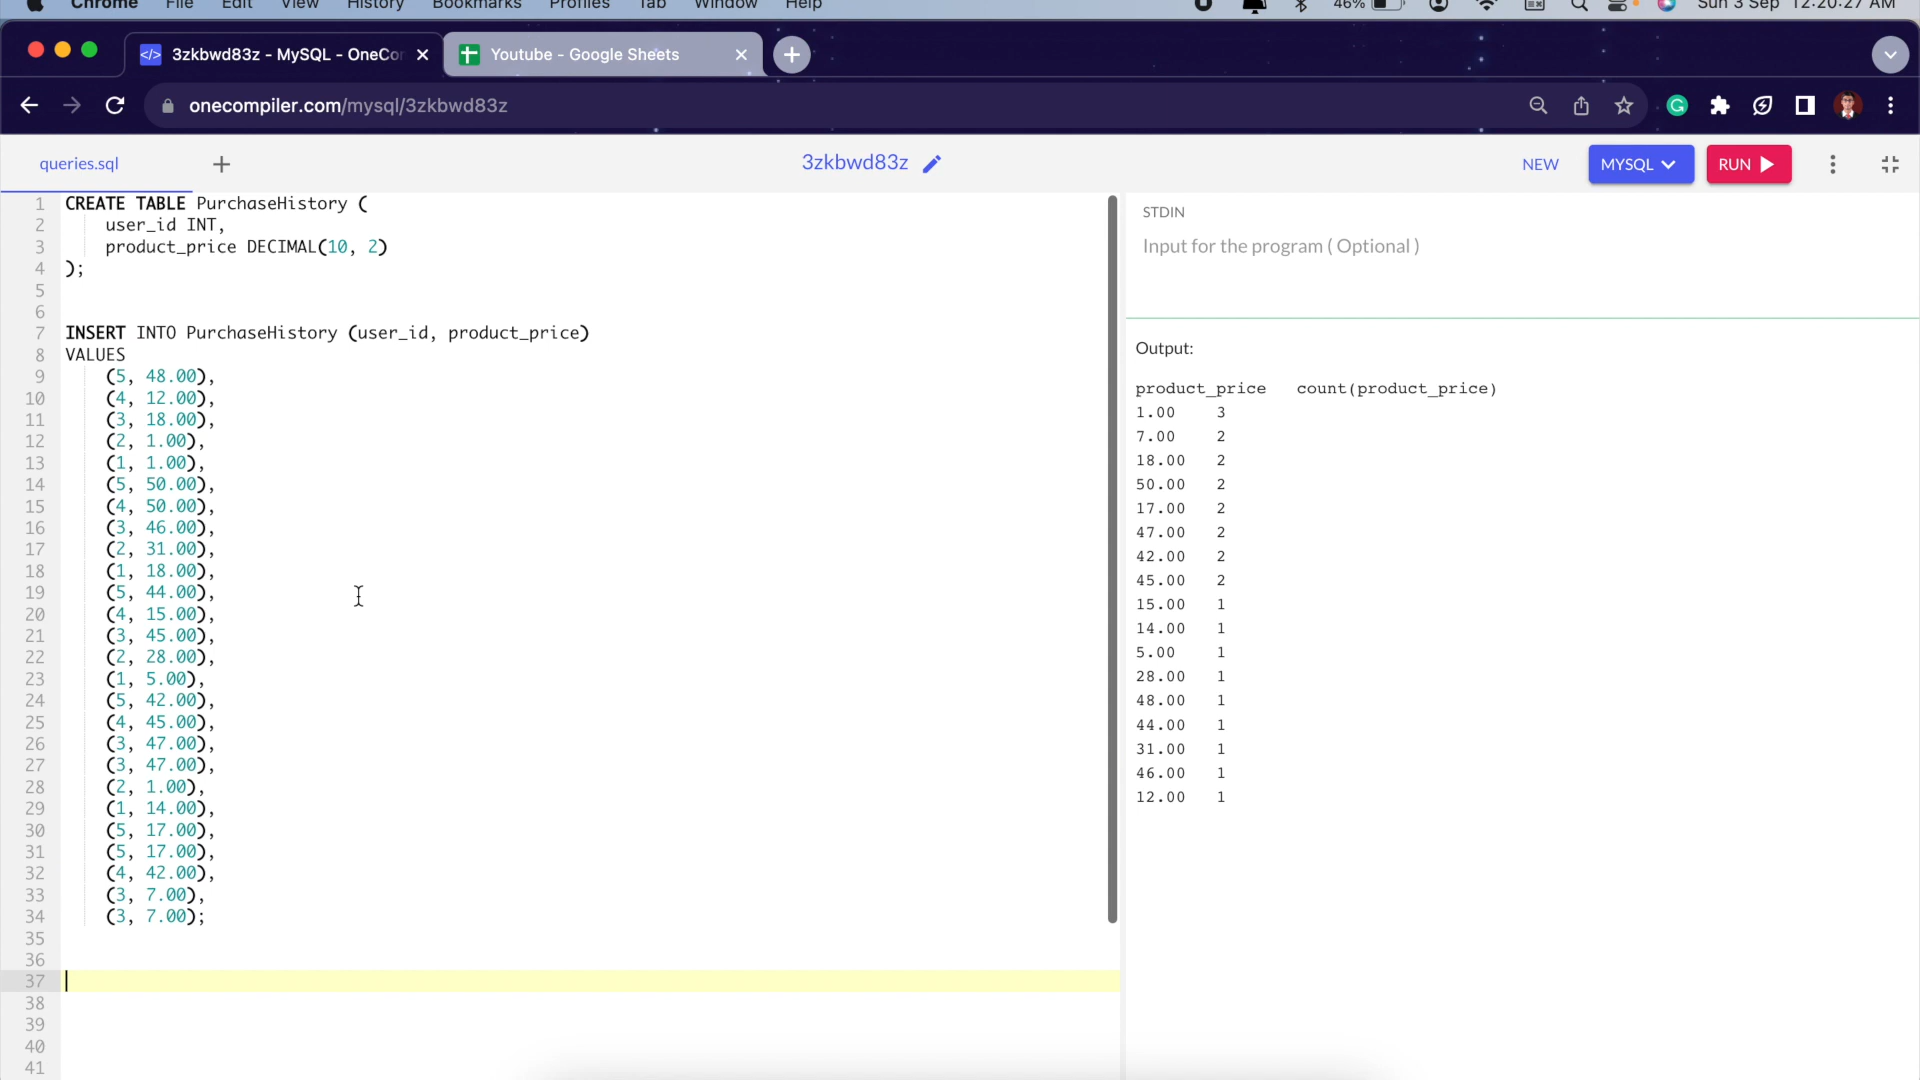 Chrome File Edit View History Bookmarks Profiles Tab Window Help 46% Sun 3 Sep 12:20:27 AM
3zkbwd83z - MySQL - OneCo
Youtube - Google Sheets
onecompiler.com/mysql/3zkbwd83z
queries.sql
3zkbwd83z
NEW
MYSQL
RUN
1 CREATE TABLE PurchaseHistory (
2 user_id INT,
3 product_price DECIMAL(10, 2)
4 );
5
6
7 INSERT INTO PurchaseHistory (user_id, product_price)
8 VALUES
9 (5, 48.00),
10 (4, 12.00),
11 (3, 18.00),
12 (2, 1.00),
13 (1, 1.00),
14 (5, 50.00),
15 (4, 50.00),
16 (3, 46.00),
17 (2, 31.00),
18 (1, 18.00),
19 (5, 44.00),
20 (4, 15.00),
21 (3, 45.00),
22 (2, 28.00),
23 (1, 5.00),
24 (5, 42.00),
25 (4, 45.00),
26 (3, 47.00),
27 (3, 47.00),
28 (2, 1.00),
29 (1, 14.00),
30 (5, 17.00),
31 (5, 17.00),
32 (4, 42.00),
33 (3, 7.00),
34 (3, 7.00);
35
36
37
38
39
40
41
STDIN
Input for the program ( Optional )
Output:
product_price count(product_price)
1.00 3
7.00 2
18.00 2
50.00 2
17.00 2
47.00 2
42.00 2
45.00 2
15.00 1
14.00 1
5.00 1
28.00 1
48.00 1
44.00 1
31.00 1
46.00 1
12.00 1